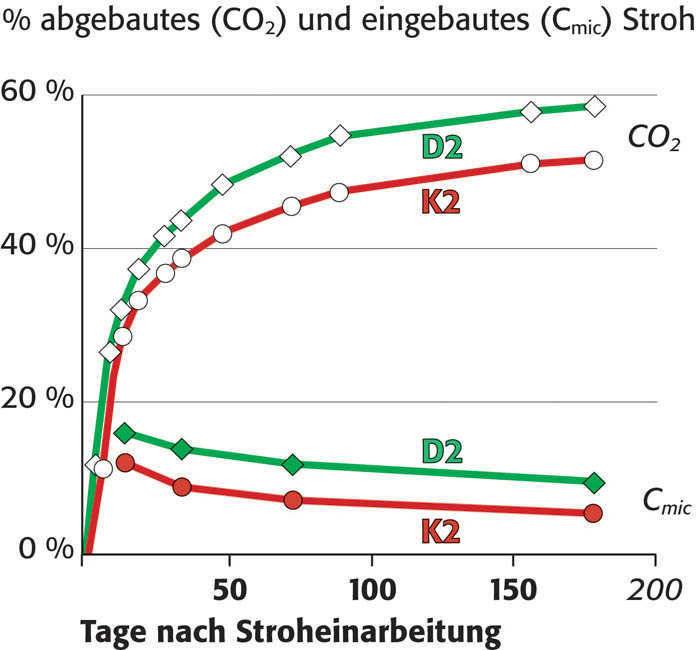 % abgebautes (CO₂) und eingebautes (Cmic) Stroh
60 %
D2
CO₂
K2
40 %
20 %
D2
Cmic
K2
0 %
50 100 150 200
Tage nach Stroheinarbeitung